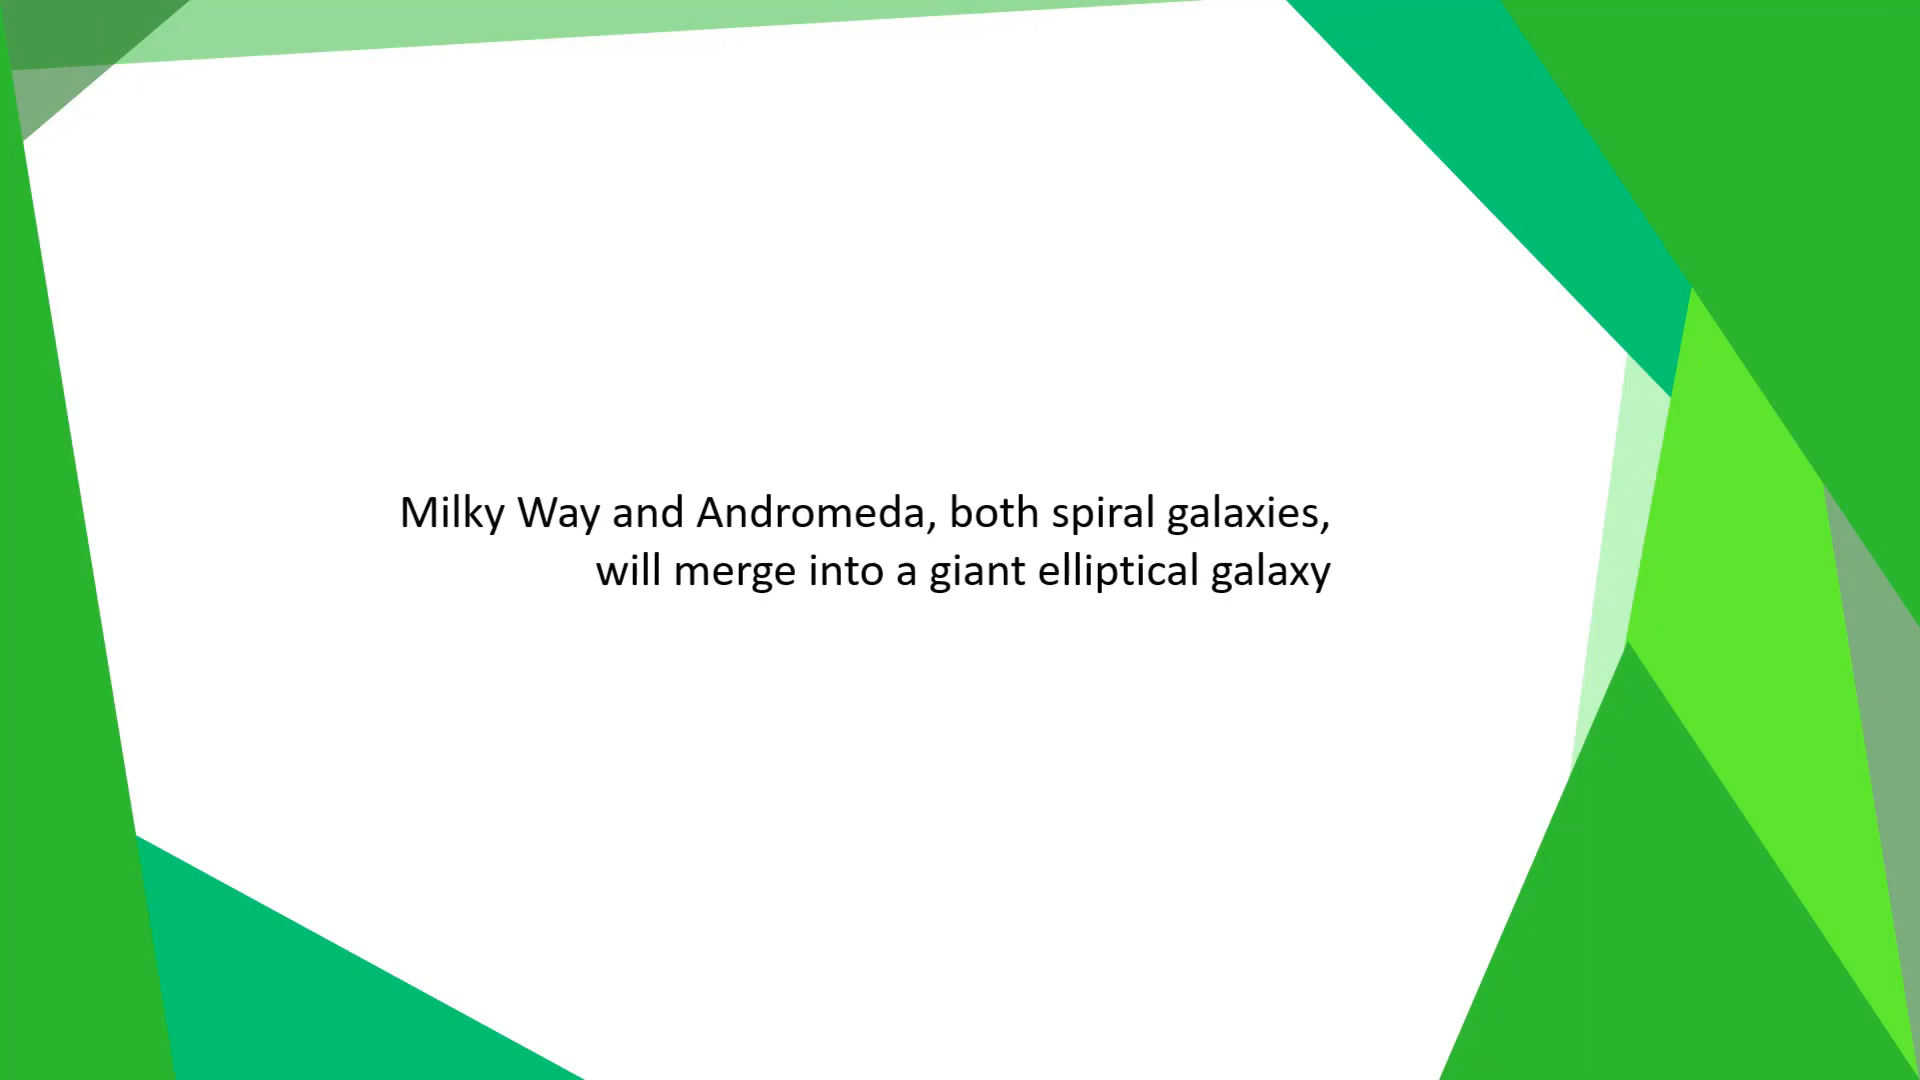 Milky Way and Andromeda, both spiral galaxies,
will merge into a giant elliptical galaxy